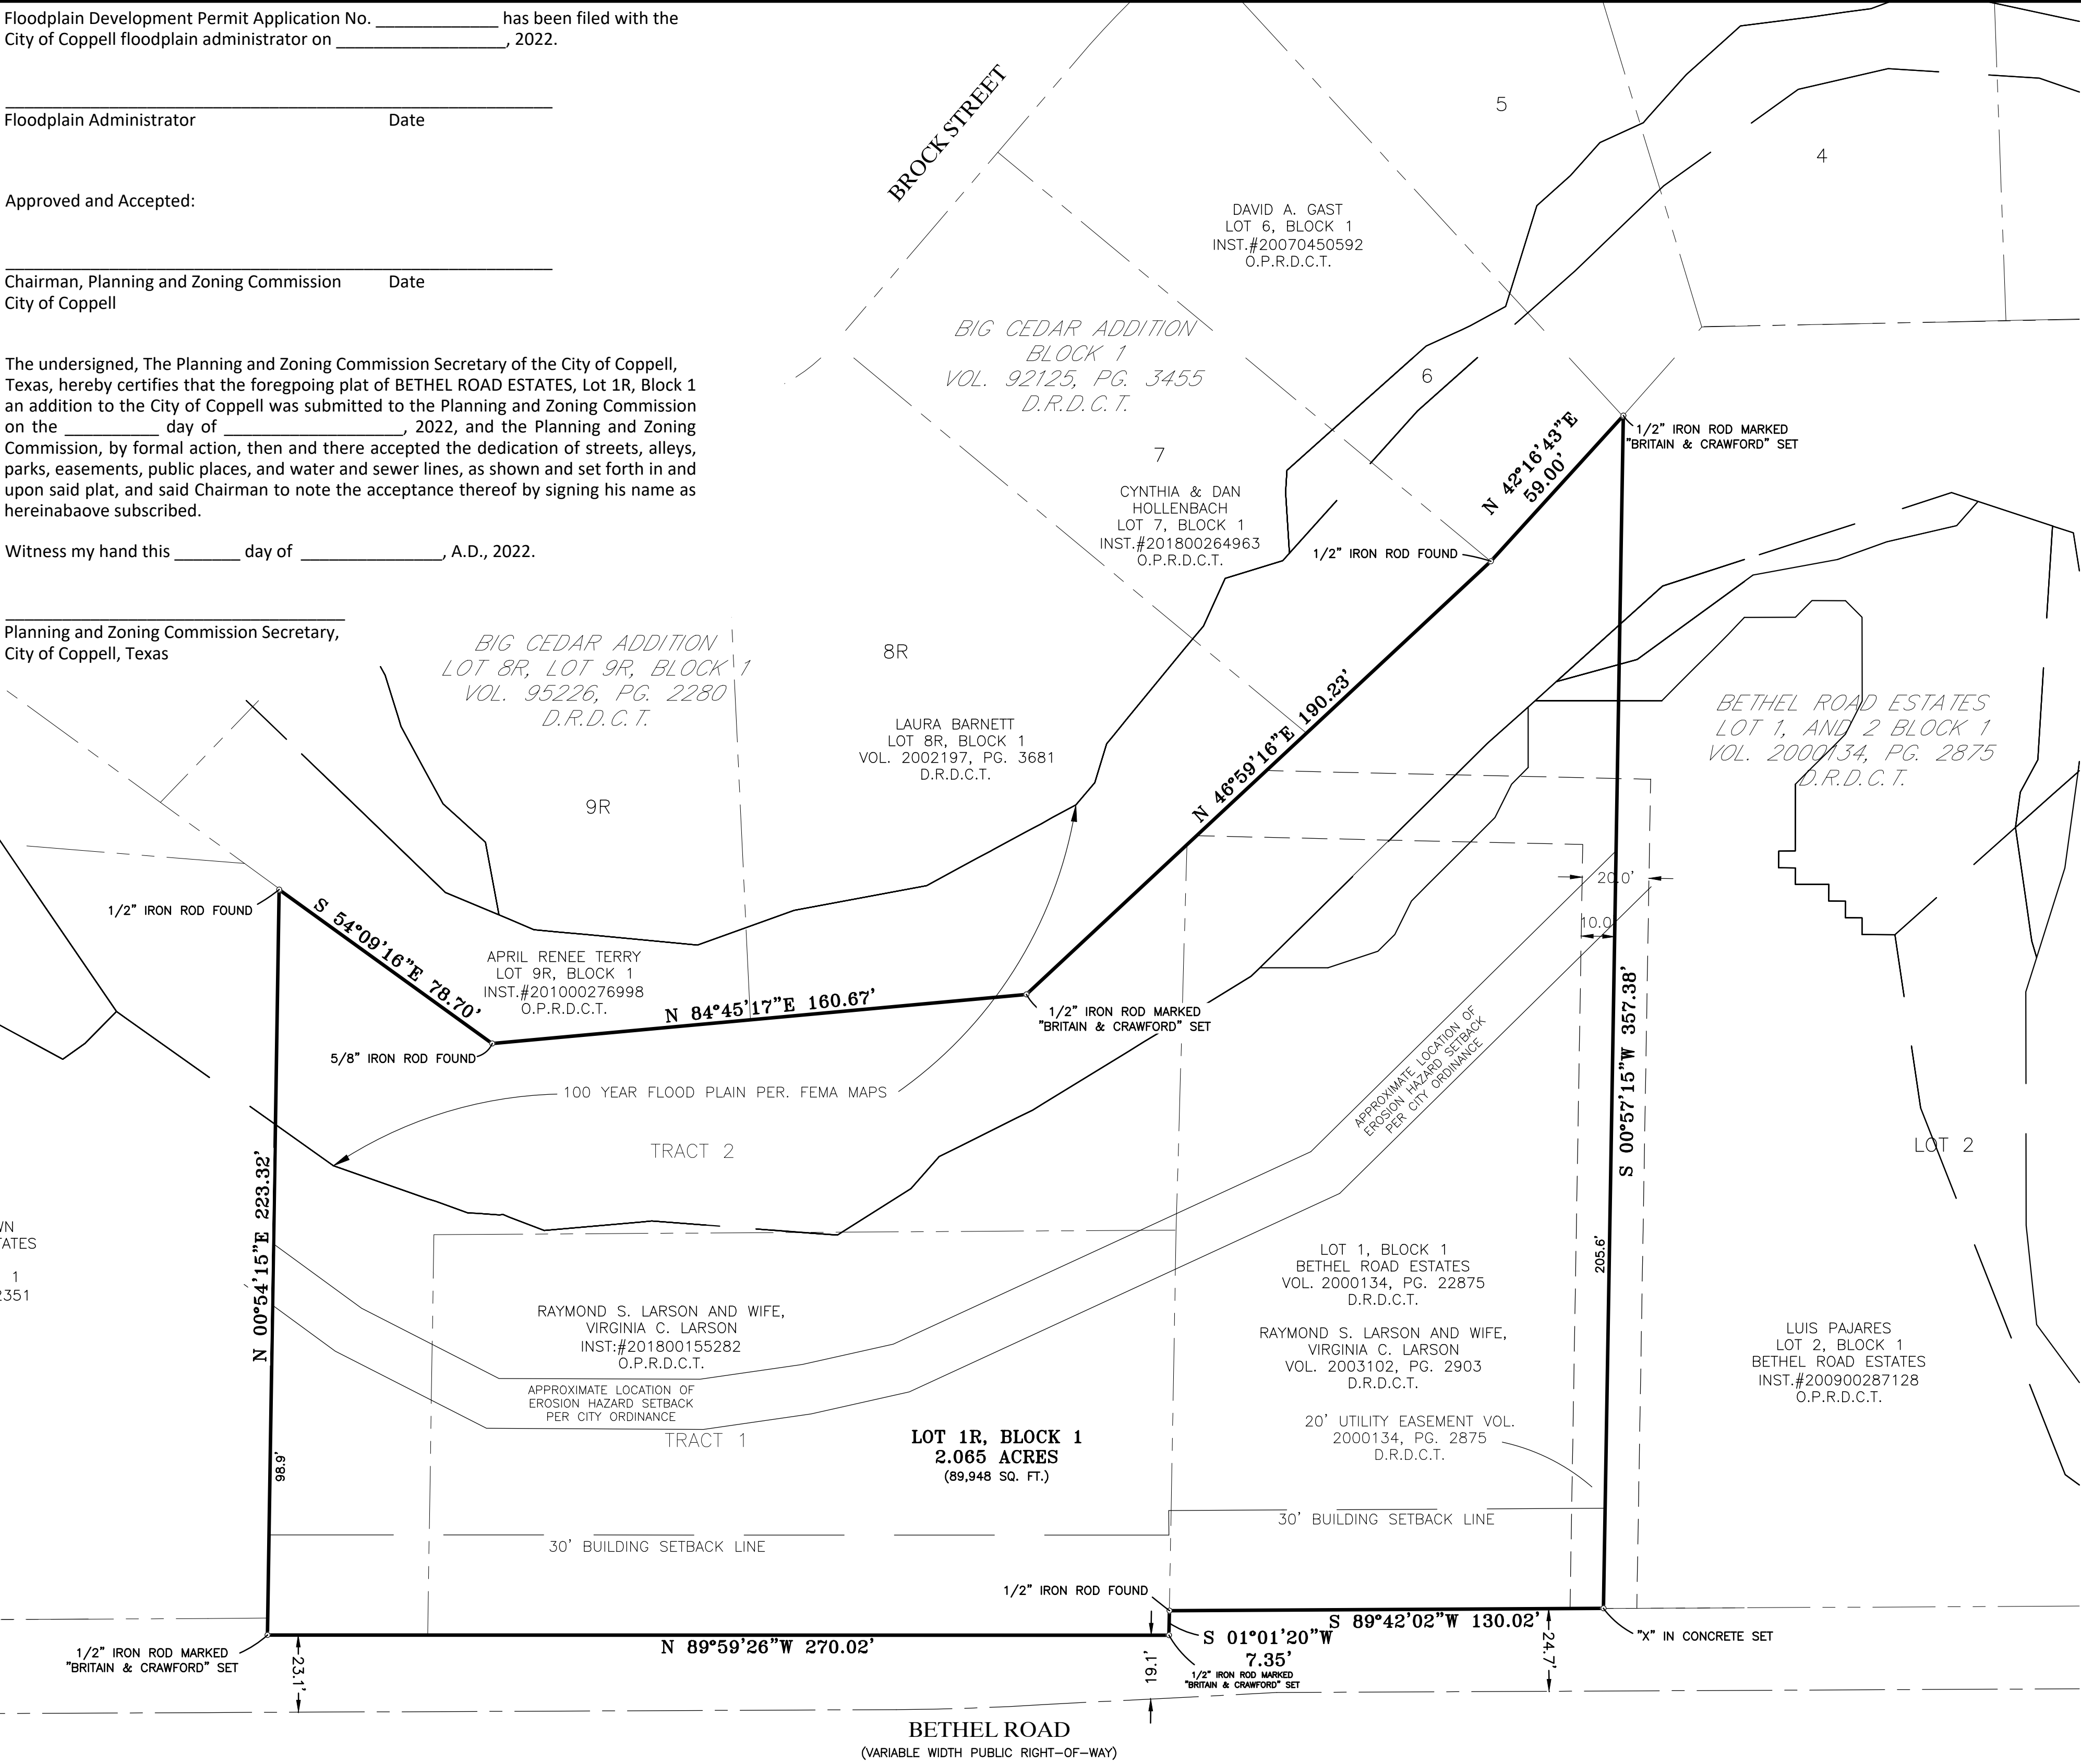 Floodplain Development Permit Application No. _____________ has been filed with the
City of Coppell floodplain administrator on __________________, 2022.
Floodplain Administrator Date
Approved and Accepted:
Chairman, Planning and Zoning Commission Date
City of Coppell
The undersigned, The Planning and Zoning Commission Secretary of the City of Coppell,
Texas, hereby certifies that the foregpoing plat of BETHEL ROAD ESTATES, Lot 1R, Block 1
an addition to the City of Coppell was submitted to the Planning and Zoning Commission
on the __________ day of ___________________, 2022, and the Planning and Zoning
Commission, by formal action, then and there accepted the dedication of streets, alleys,
parks, easements, public places, and water and sewer lines, as shown and set forth in and
upon said plat, and said Chairman to note the acceptance thereof by signing his name as
hereinabaove subscribed.
Witness my hand this _______ day of _______________, A.D., 2022.
Planning and Zoning Commission Secretary,
City of Coppell, Texas
BROCK STREET
5
4
DAVID A. GAST
LOT 6, BLOCK 1
INST.#20070450592
O.P.R.D.C.T.
BIG CEDAR ADDITION
BLOCK 1
VOL. 92125, PG. 3455
D.R.D.C.T.
6
7
CYNTHIA & DAN
HOLLENBACH
LOT 7, BLOCK 1
INST.#201800264963
O.P.R.D.C.T.
N 42°16'43"E
59.00'
1/2" IRON ROD MARKED
"BRITAIN & CRAWFORD" SET
1/2" IRON ROD FOUND
BIG CEDAR ADDITION
LOT 8R, LOT 9R, BLOCK 1
VOL. 95226, PG. 2280
D.R.D.C.T.
8R
LAURA BARNETT
LOT 8R, BLOCK 1
VOL. 2002197, PG. 3681
D.R.D.C.T.
9R
N 46°59'16"E 190.23'
BETHEL ROAD ESTATES
LOT 1, AND 2 BLOCK 1
VOL. 2000134, PG. 2875
D.R.D.C.T.
20.0'
10.0
1/2" IRON ROD FOUND
S 54°09'16"E 78.70'
APRIL RENEE TERRY
LOT 9R, BLOCK 1
INST.#201000276998
O.P.R.D.C.T.
N 84°45'17"E 160.67'
1/2" IRON ROD MARKED
"BRITAIN & CRAWFORD" SET
5/8" IRON ROD FOUND
100 YEAR FLOOD PLAIN PER. FEMA MAPS
TRACT 2
APPROXIMATE LOCATION OF
EROSION HAZARD SETBACK
PER CITY ORDINANCE
S 00°57'15"W 357.38'
LOT 2
N 00°54'15"E 223.32'
WN
TATES
1
2351
205.6'
LOT 1, BLOCK 1
BETHEL ROAD ESTATES
VOL. 2000134, PG. 22875
D.R.D.C.T.
RAYMOND S. LARSON AND WIFE,
VIRGINIA C. LARSON
INST:#201800155282
O.P.R.D.C.T.
RAYMOND S. LARSON AND WIFE,
VIRGINIA C. LARSON
VOL. 2003102, PG. 2903
D.R.D.C.T.
LUIS PAJARES
LOT 2, BLOCK 1
BETHEL ROAD ESTATES
INST.#200900287128
O.P.R.D.C.T.
APPROXIMATE LOCATION OF
EROSION HAZARD SETBACK
PER CITY ORDINANCE
TRACT 1
98.9'
LOT 1R, BLOCK 1
2.065 ACRES
(89,948 SQ. FT.)
20' UTILITY EASEMENT VOL.
2000134, PG. 2875
D.R.D.C.T.
30' BUILDING SETBACK LINE
30' BUILDING SETBACK LINE
1/2" IRON ROD FOUND
S 89°42'02"W 130.02'
"X" IN CONCRETE SET
S 01°01'20"W
7.35'
1/2" IRON ROD MARKED
"BRITAIN & CRAWFORD" SET
N 89°59'26"W 270.02'
1/2" IRON ROD MARKED
"BRITAIN & CRAWFORD" SET
23.1'
19.1'
24.7'
BETHEL ROAD
(VARIABLE WIDTH PUBLIC RIGHT-OF-WAY)